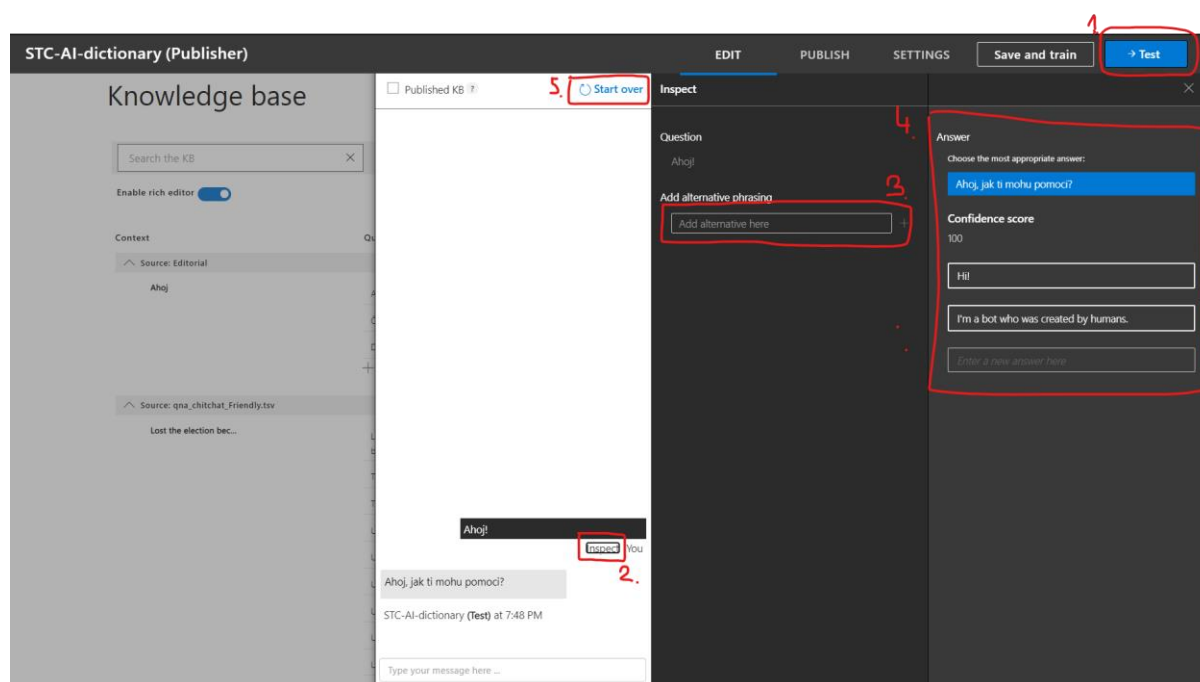 1.
STC-AI-dictionary (Publisher)
EDIT
PUBLISH
SETTINGS
Save and train
→ Test
Knowledge base
Search the KB
Enable rich editor
Context
Qu
Source: Editorial
Ahoj
Source: qna_chitchat_Friendly.tsv
Lost the election bec...
Published KB ?
5.
Start over
Ahoj!
Inspect You
2.
Ahoj, jak ti mohu pomoci?
STC-AI-dictionary (Test) at 7:48 PM
Type your message here ...
Inspect
Question
Ahoj!
Add alternative phrasing
3.
Add alternative here
4.
Answer
Choose the most appropriate answer:
Ahoj, jak ti mohu pomoci?
Confidence score
100
Hi!
I'm a bot who was created by humans.
Enter a new answer here